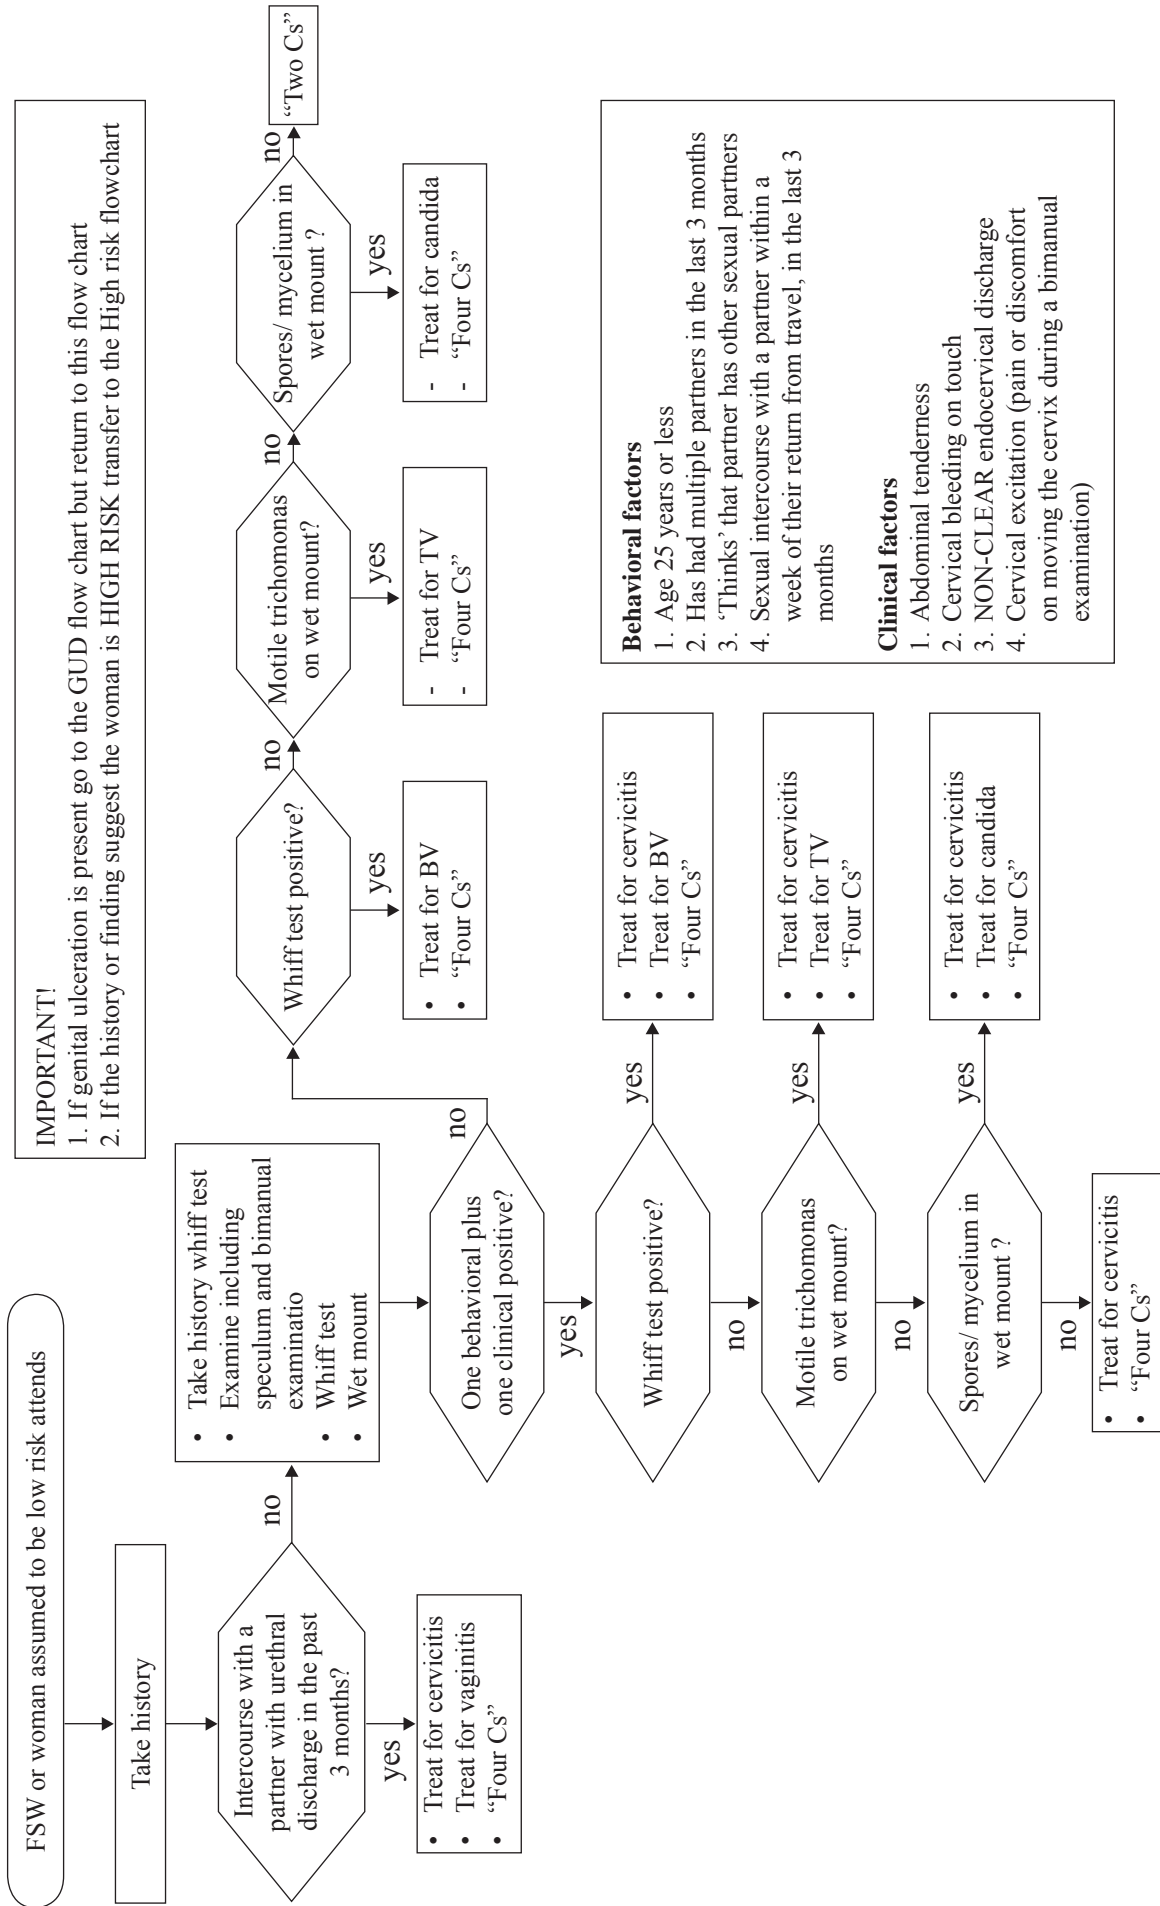 FSW or woman assumed to be low risk attends
IMPORTANT!
1. If genital ulceration is present go to the GUD flow chart but return to this flow chart
2. If the history or finding suggest the woman is HIGH RISK transfer to the High risk flowchart
Take history
Intercourse with a
partner with urethral
discharge in the past
3 months?
no
yes
• Treat for cervicitis
• Treat for vaginitis
• “Four Cs”
• Take history whiff test
• Examine including
speculum and bimanual
examinatio
• Whiff test
• Wet mount
One behavioral plus
one clinical positive?
no
yes
Whiff test positive?
no
yes
• Treat for BV
• “Four Cs”
Motile trichomonas
on wet mount?
no
yes
- Treat for TV
- “Four Cs”
Spores/ mycelium in
wet mount ?
no
yes
- Treat for candida
- “Four Cs”
“Two Cs”
Whiff test positive?
yes
no
• Treat for cervicitis
• Treat for BV
• “Four Cs”
Motile trichomonas
on wet mount?
yes
no
• Treat for cervicitis
• Treat for TV
• “Four Cs”
Spores/ mycelium in
wet mount ?
yes
no
• Treat for cervicitis
• Treat for candida
• “Four Cs”
• Treat for cervicitis
• “Four Cs”
Behavioral factors
1. Age 25 years or less
2. Has had multiple partners in the last 3 months
3. ‘Thinks’ that partner has other sexual partners
4. Sexual intercourse with a partner within a
week of their return from travel, in the last 3
months
Clinical factors
1. Abdominal tenderness
2. Cervical bleeding on touch
3. NON-CLEAR endocervical discharge
4. Cervical excitation (pain or discomfort
on moving the cervix during a bimanual
examination)